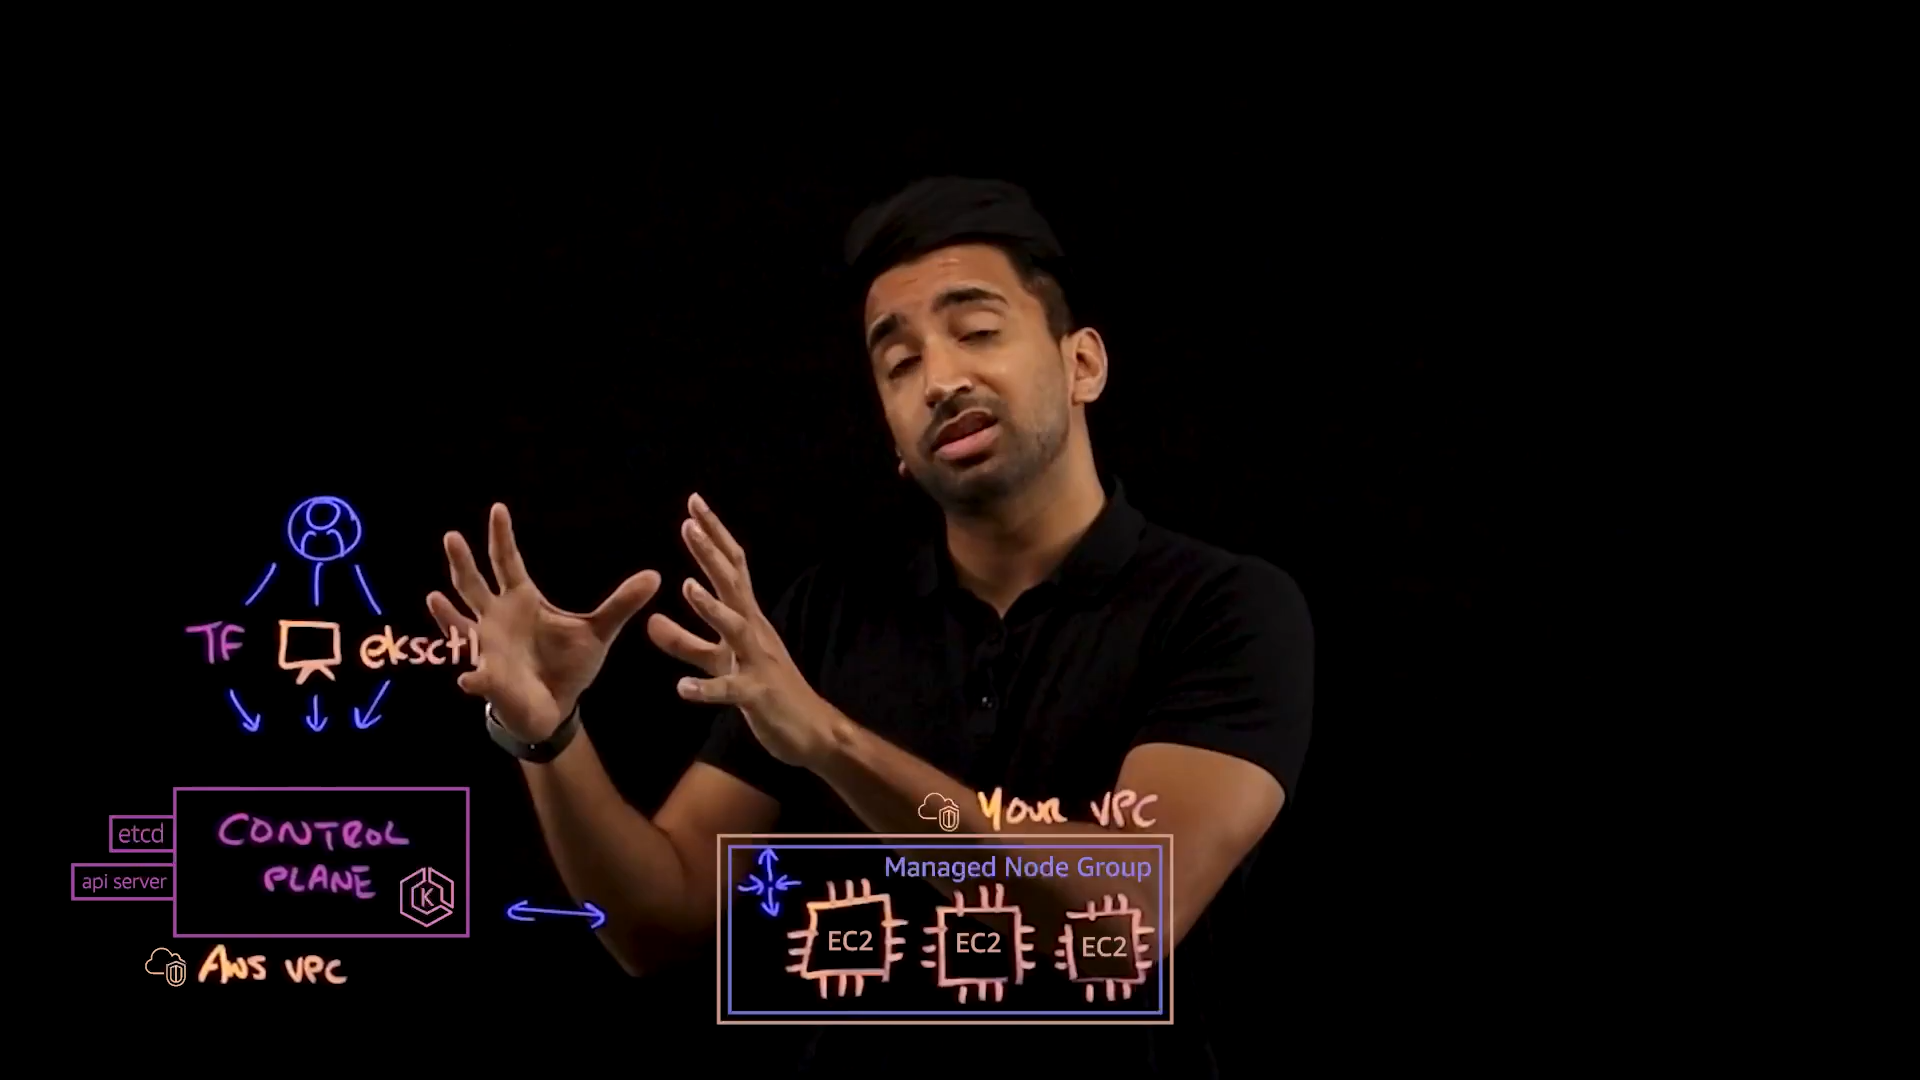 TF
eksctl
etcd
CONTROL
PLANE
api server
K
AWS VPC
YOUR VPC
Managed Node Group
EC2
EC2
EC2